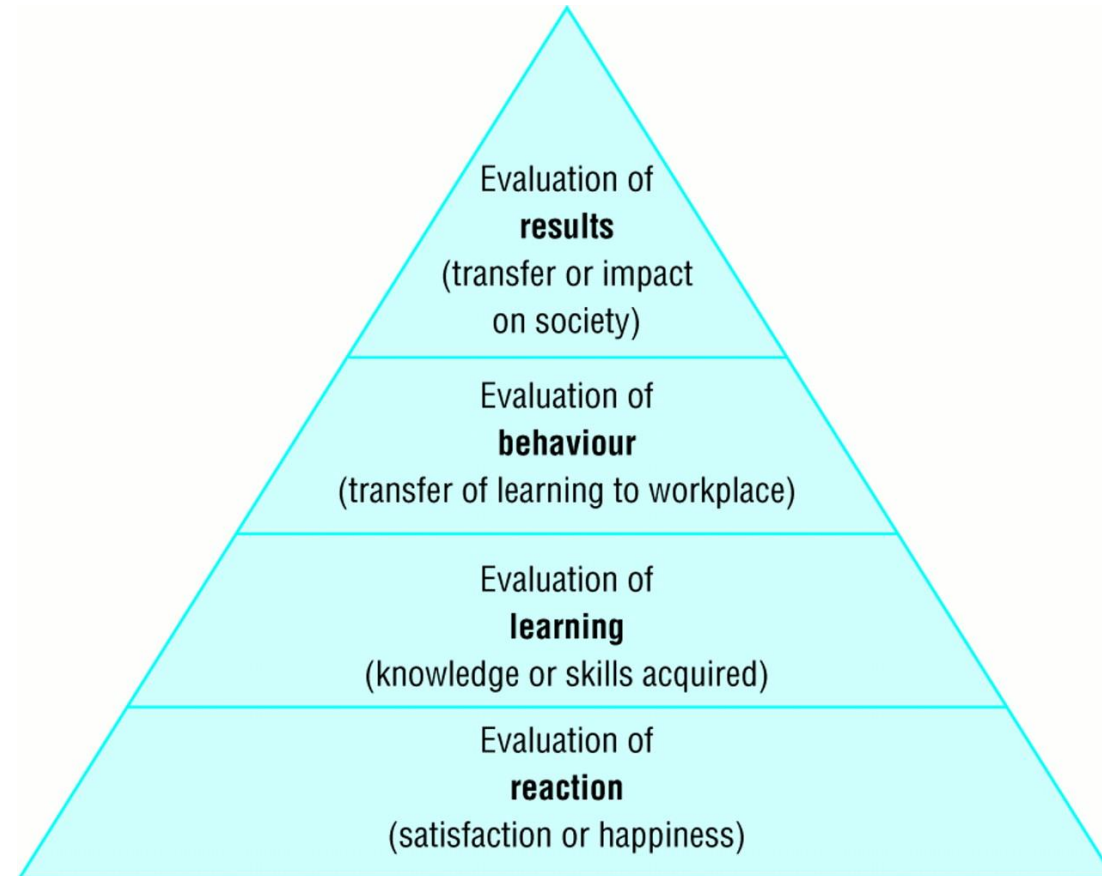 Evaluation of
results
(transfer or impact
on society)
Evaluation of
behaviour
(transfer of learning to workplace)
Evaluation of
learning
(knowledge or skills acquired)
Evaluation of
reaction
(satisfaction or happiness)